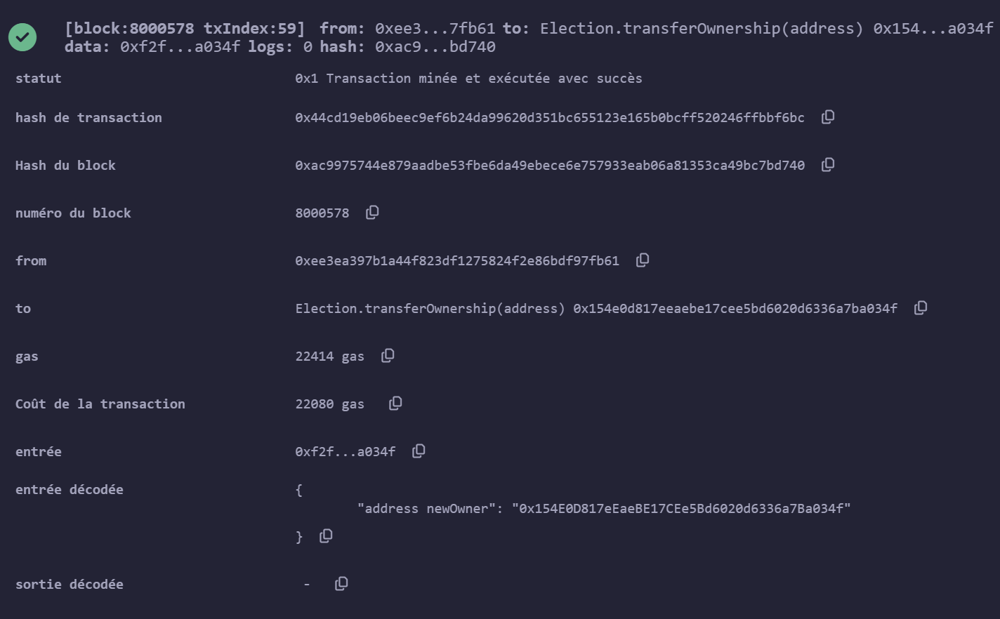 [block:8000578 txIndex:59] from: 0xee3...7fb61 to: Election.transferOwnership(address) 0x154...a034f
data: 0xf2f...a034f logs: 0 hash: 0xac9...bd740
statut 0x1 Transaction minée et exécutée avec succès
hash de transaction 0x44cd19eb06beec9ef6b24da99620d351bc655123e165b0bcff520246ffbbf6bc
Hash du block 0xac9975744e879aadbe53fbe6da49ebece6e757933eab06a81353ca49bc7bd740
numéro du block 8000578
from 0xee3ea397b1a44f823df1275824f2e86bdf97fb61
to Election.transferOwnership(address) 0x154e0d817eeaebe17cee5bd6020d6336a7ba034f
gas 22414 gas
Coût de la transaction 22080 gas
entrée 0xf2f...a034f
entrée décodée {
"address newOwner": "0x154E0D817eEaeBE17CEe5Bd6020d6336a7Ba034f"
}
sortie décodée -